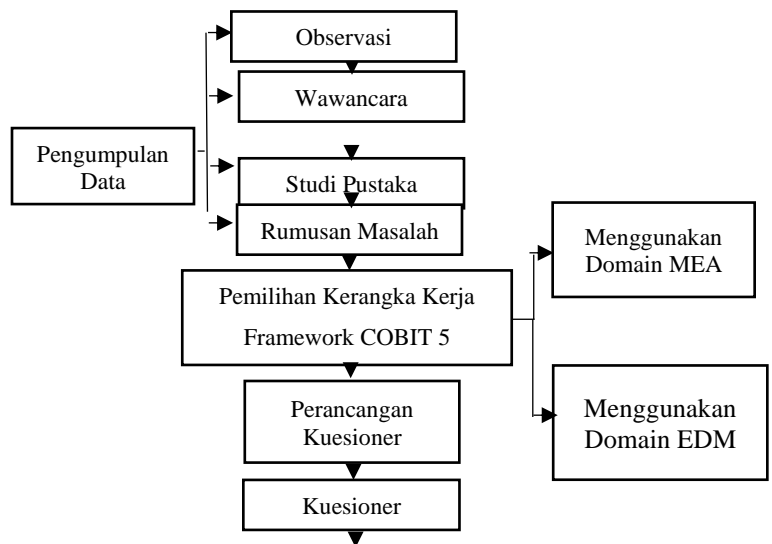 Observasi
Wawancara
Pengumpulan
Data
Studi Pustaka
Rumusan Masalah
Menggunakan
Domain MEA
Pemilihan Kerangka Kerja
Framework COBIT 5
Perancangan
Kuesioner
Menggunakan
Domain EDM
Kuesioner